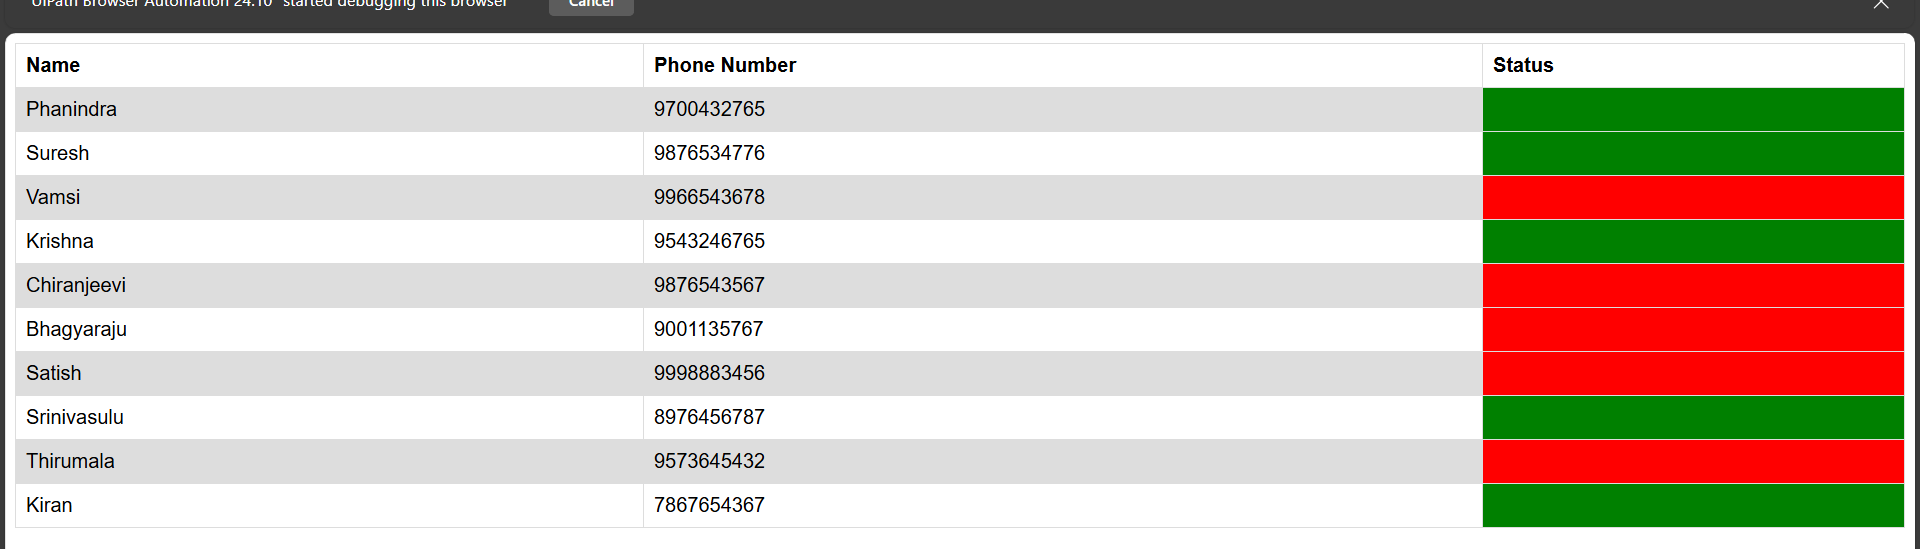 "UiPath Browser Automation 24.10" started debugging this browser Cancel
Name Phone Number Status
Phanindra 9700432765
Suresh 9876534776
Vamsi 9966543678
Krishna 9543246765
Chiranjeevi 9876543567
Bhagyaraju 9001135767
Satish 9998883456
Srinivasulu 8976456787
Thirumala 9573645432
Kiran 7867654367